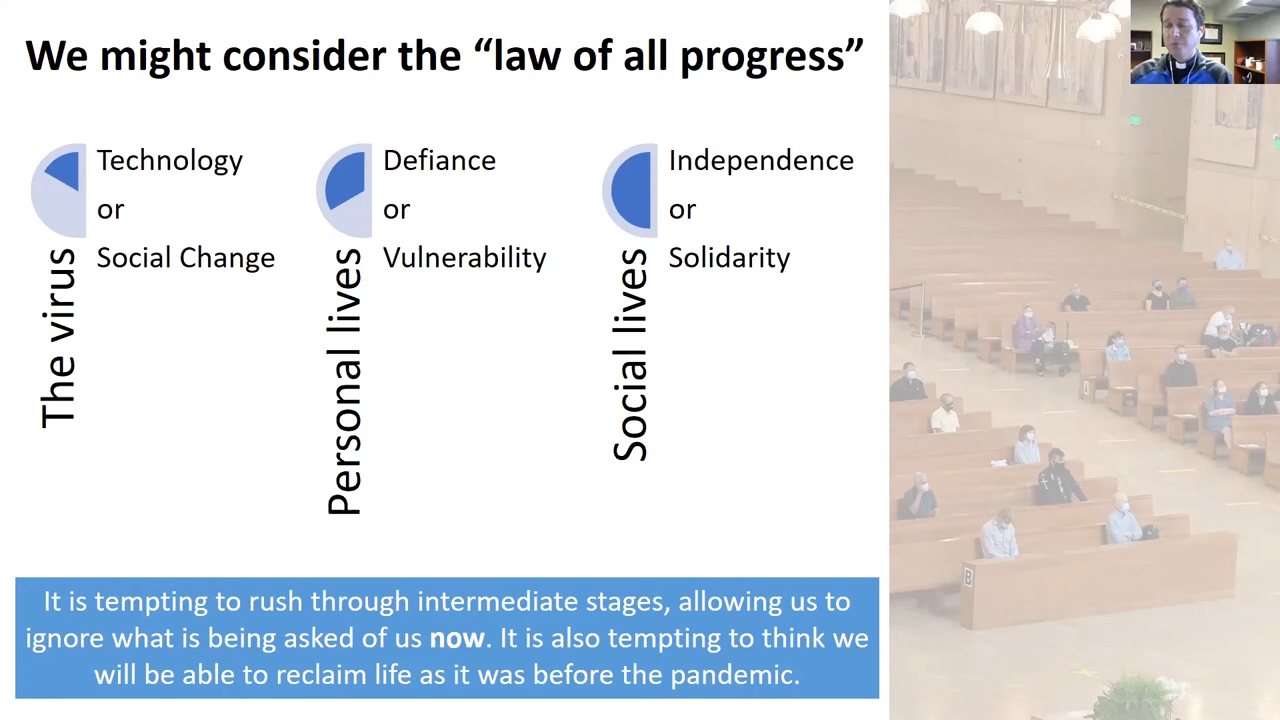 We might consider the “law of all progress”
The virus
Technology
or
Social Change
Personal lives
Defiance
or
Vulnerability
Social lives
Independence
or
Solidarity
It is tempting to rush through intermediate stages, allowing us to
ignore what is being asked of us now. It is also tempting to think we
will be able to reclaim life as it was before the pandemic.
B